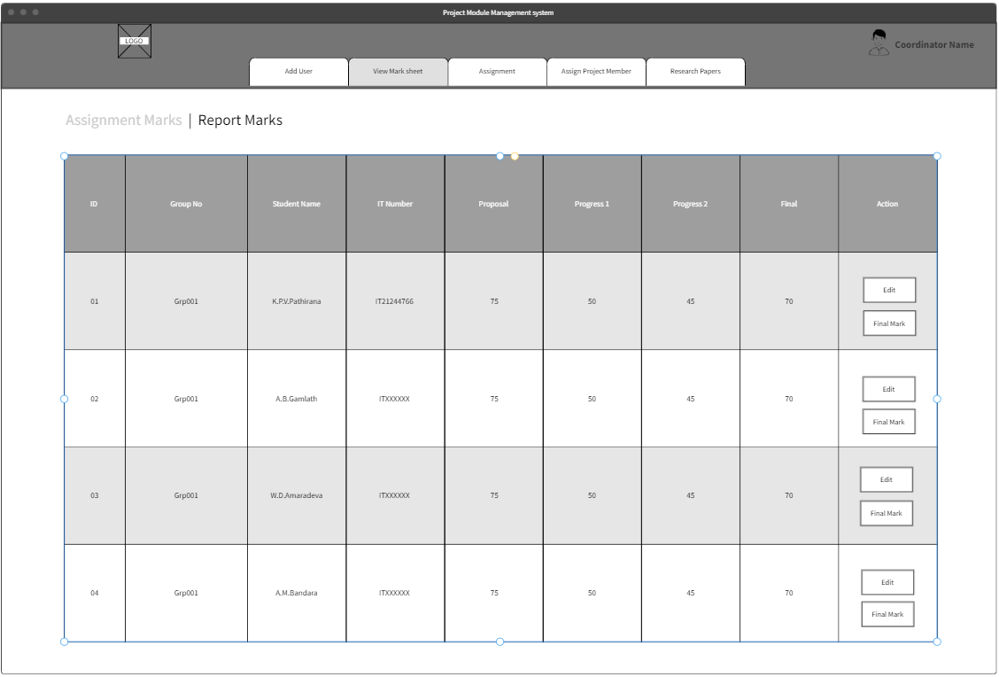 Project Module Management system
LOGO
Coordinator Name
Add User View Mark sheet Assignment Assign Project Member Research Papers
Assignment Marks | Report Marks
ID Group No Student Name IT Number Proposal Progress 1 Progress 2 Final Action
01 Grp001 K.P.V.Pathirana IT21244766 75 50 45 70 Edit
Final Mark
02 Grp001 A.B.Gamlath ITXXXXXX 75 50 45 70 Edit
Final Mark
03 Grp001 W.D.Amaradeva ITXXXXXX 75 50 45 70 Edit
Final Mark
04 Grp001 A.M.Bandara ITXXXXXX 75 50 45 70 Edit
Final Mark